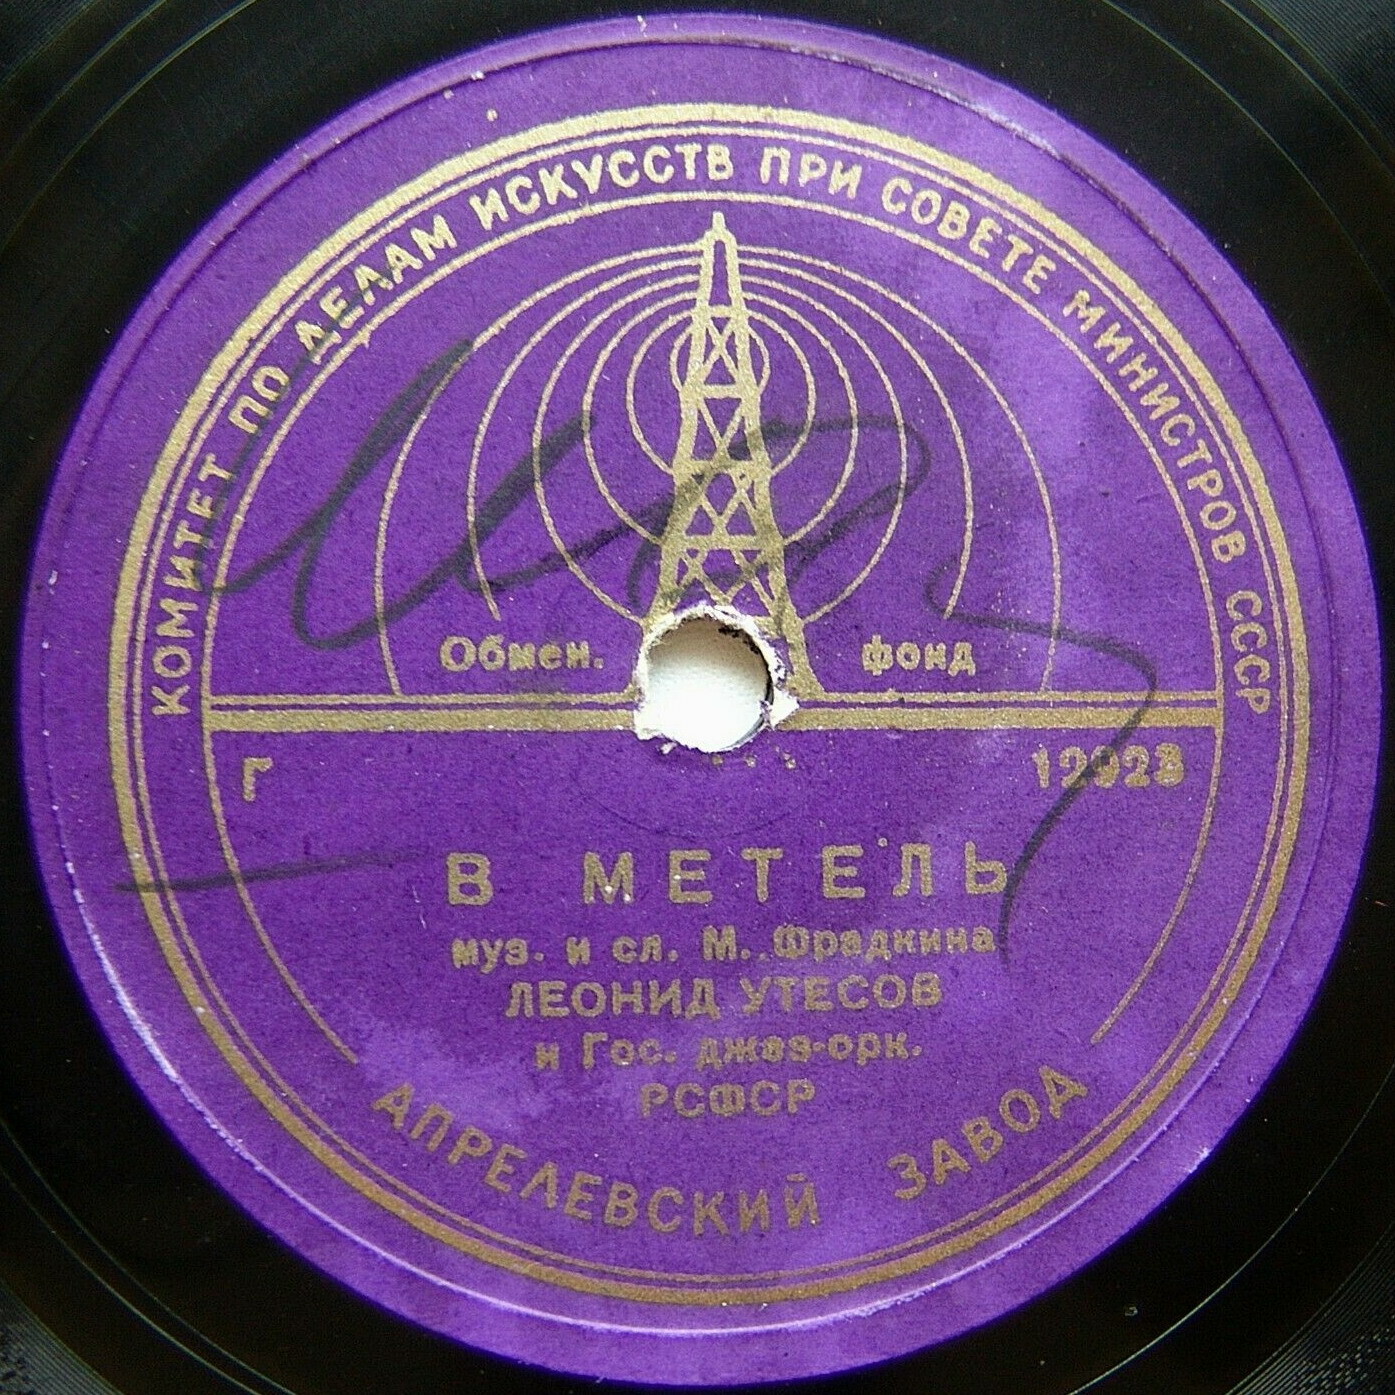 КОМИТЕТ ПО ДЕЛАМ ИСКУССТВ ПРИ СОВЕТЕ МИНИСТРОВ СССР
Обмен. фонд
Г 12923
В МЕТЕЛЬ
муз. и сл. М. Фрадкина
ЛЕОНИД УТЕСОВ
и Гос. джаз-орк.
РСФСР
АПРЕЛЕВСКИЙ ЗАВОД